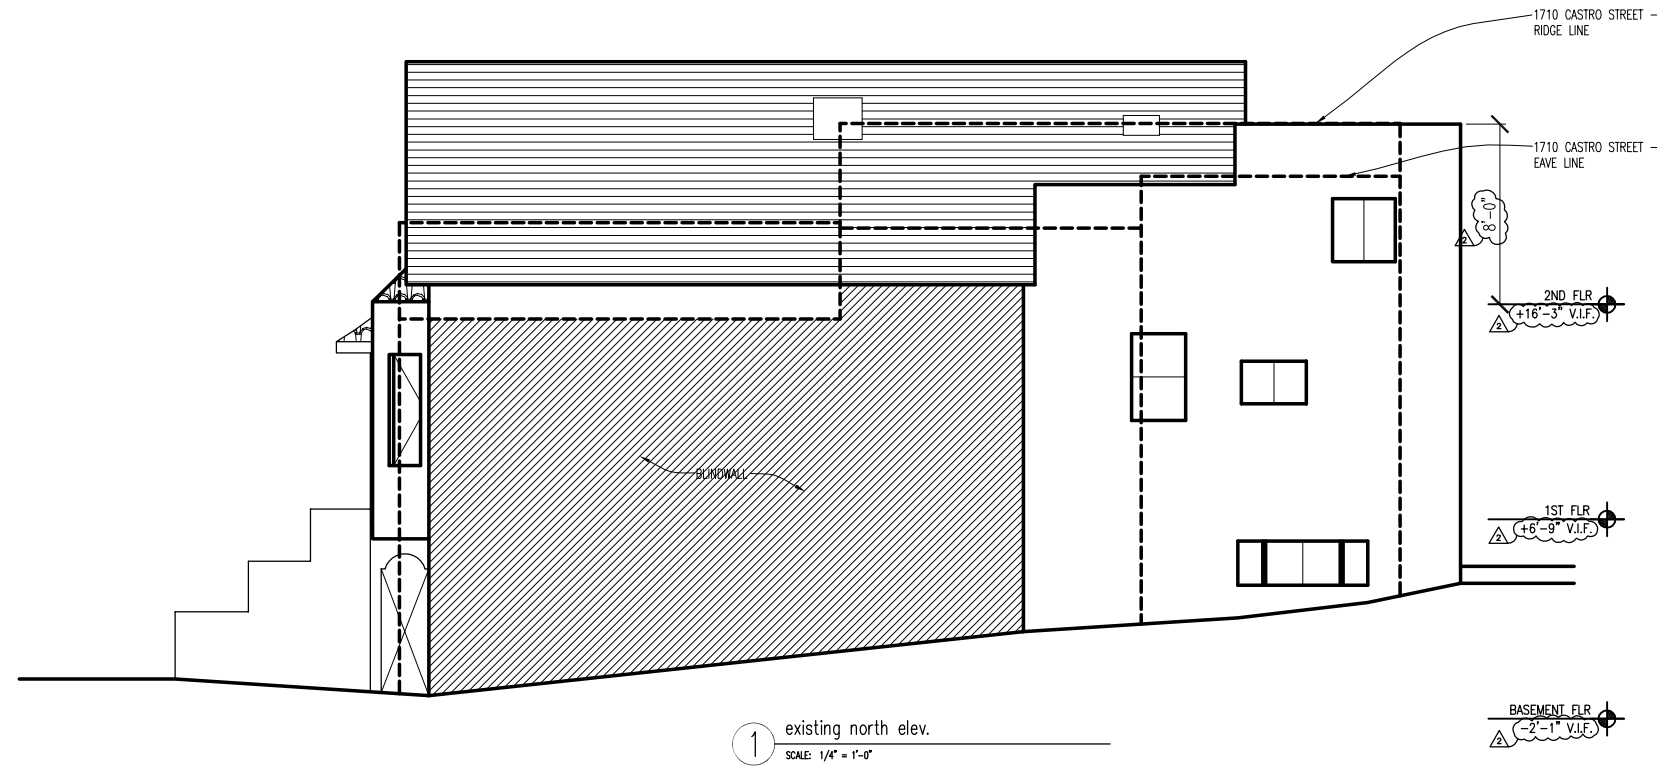 1710 CASTRO STREET -
RIDGE LINE
1710 CASTRO STREET -
EAVE LINE
8'-0"
2
2ND FLR
+16'-3" V.I.F.
2
BLINDWALL
1ST FLR
+6'-9" V.I.F.
2
BASEMENT FLR
-2'-1" V.I.F.
2
1
existing north elev.
SCALE: 1/4" = 1'-0"